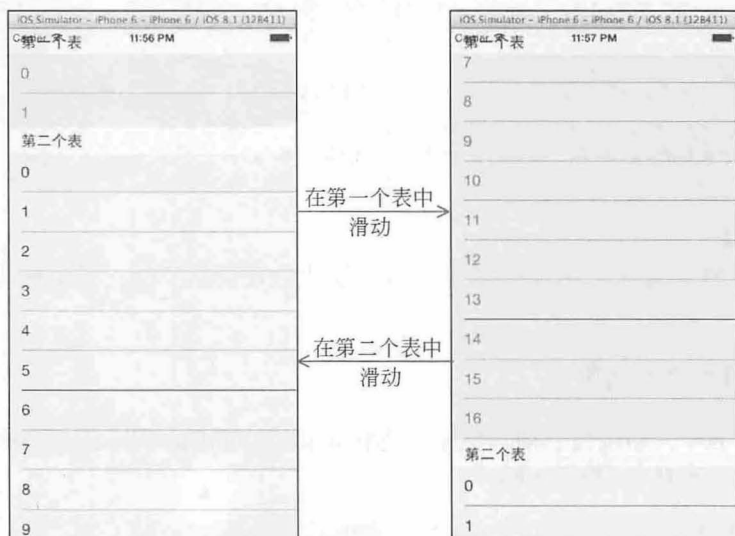 iOS Simulator - iPhone 6 - iPhone 6 / iOS 8.1 (12B411)
Carrier 11:56 PM
第一个表
0
1
第二个表
0
1
2
3
4
5
6
7
8
9
在第一个表中
滑动
在第二个表中
滑动
iOS Simulator - iPhone 6 - iPhone 6 / iOS 8.1 (12B411)
Carrier 11:57 PM
第一个表
7
8
9
10
11
12
13
14
15
16
第二个表
0
1